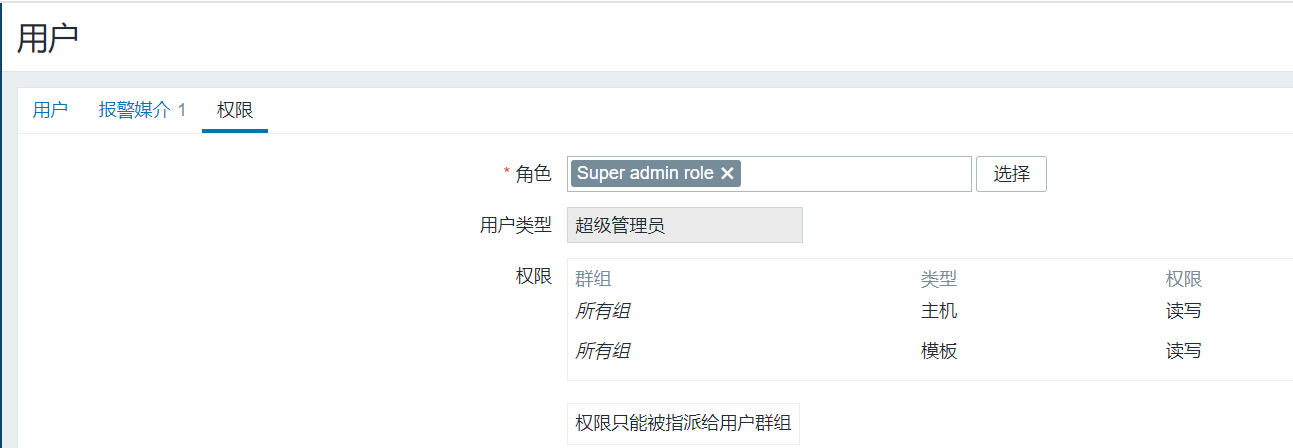 用户
用户 报警媒介 1 权限
* 角色 Super admin role ✕ 选择
用户类型 超级管理员
权限 群组 类型 权限
所有组 主机 读写
所有组 模板 读写
权限只能被指派给用户群组